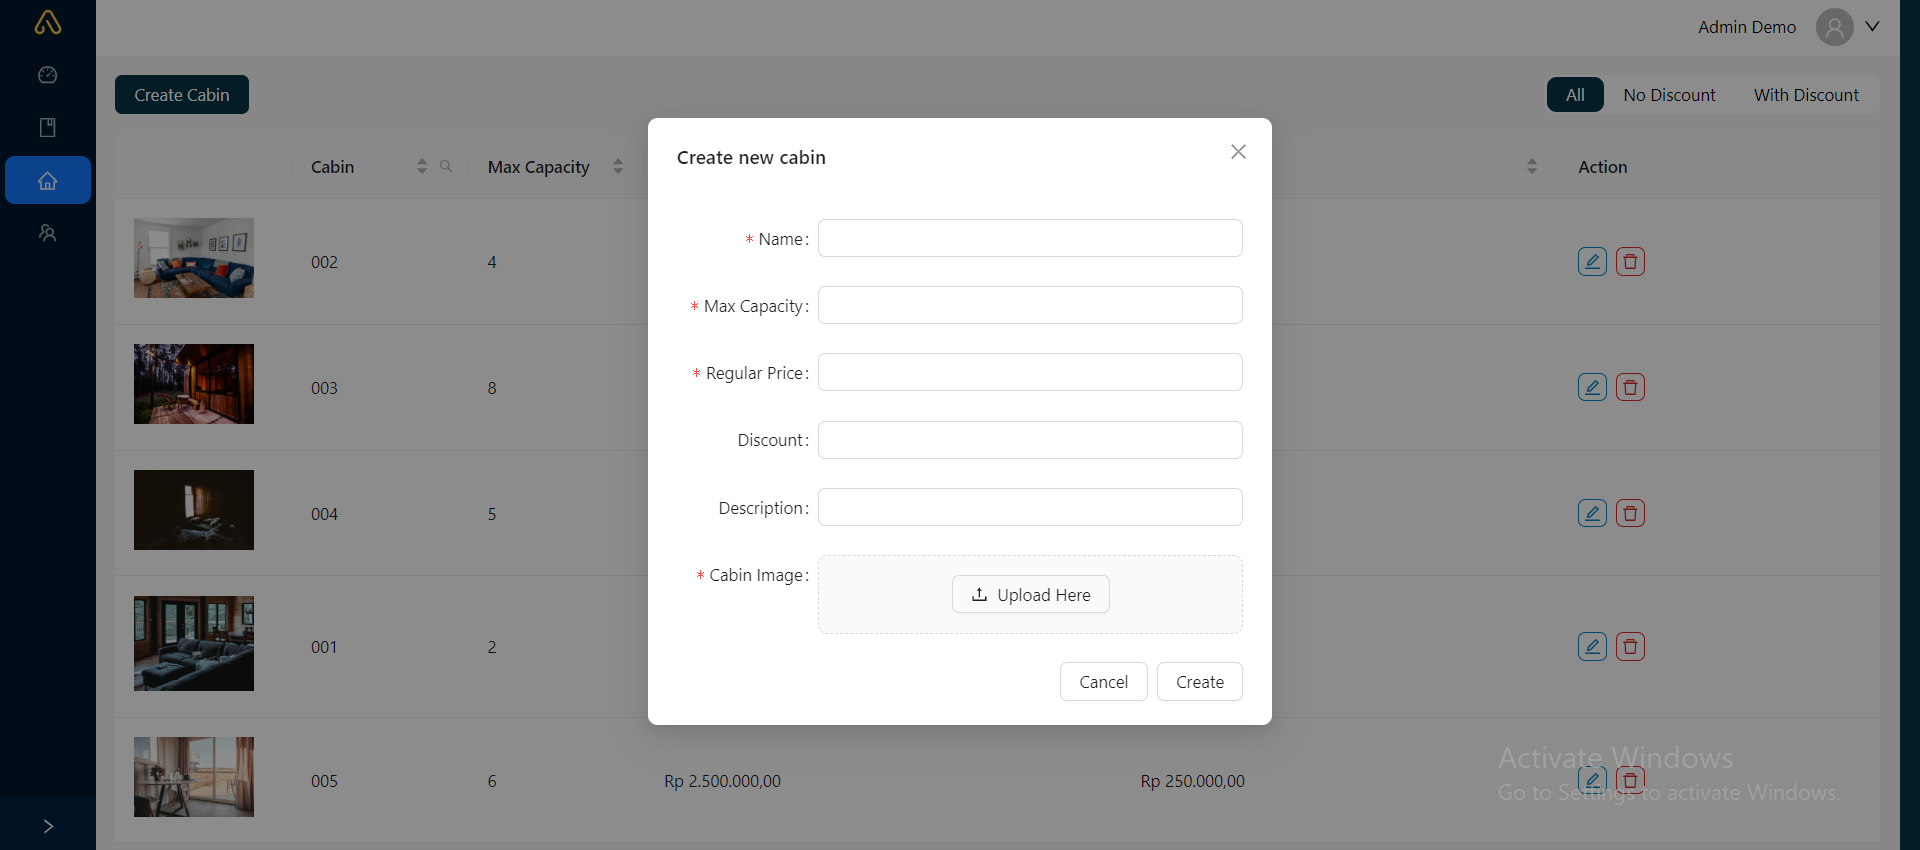 Admin Demo
Create Cabin
All No Discount With Discount
Cabin Max Capacity Action
002 4
003 8
004 5
001 2
005 6 Rp 2.500.000,00 Rp 250.000,00
Create new cabin
* Name:
* Max Capacity:
* Regular Price:
Discount:
Description:
* Cabin Image:
Upload Here
Cancel Create
Activate Windows
Go to Settings to activate Windows.